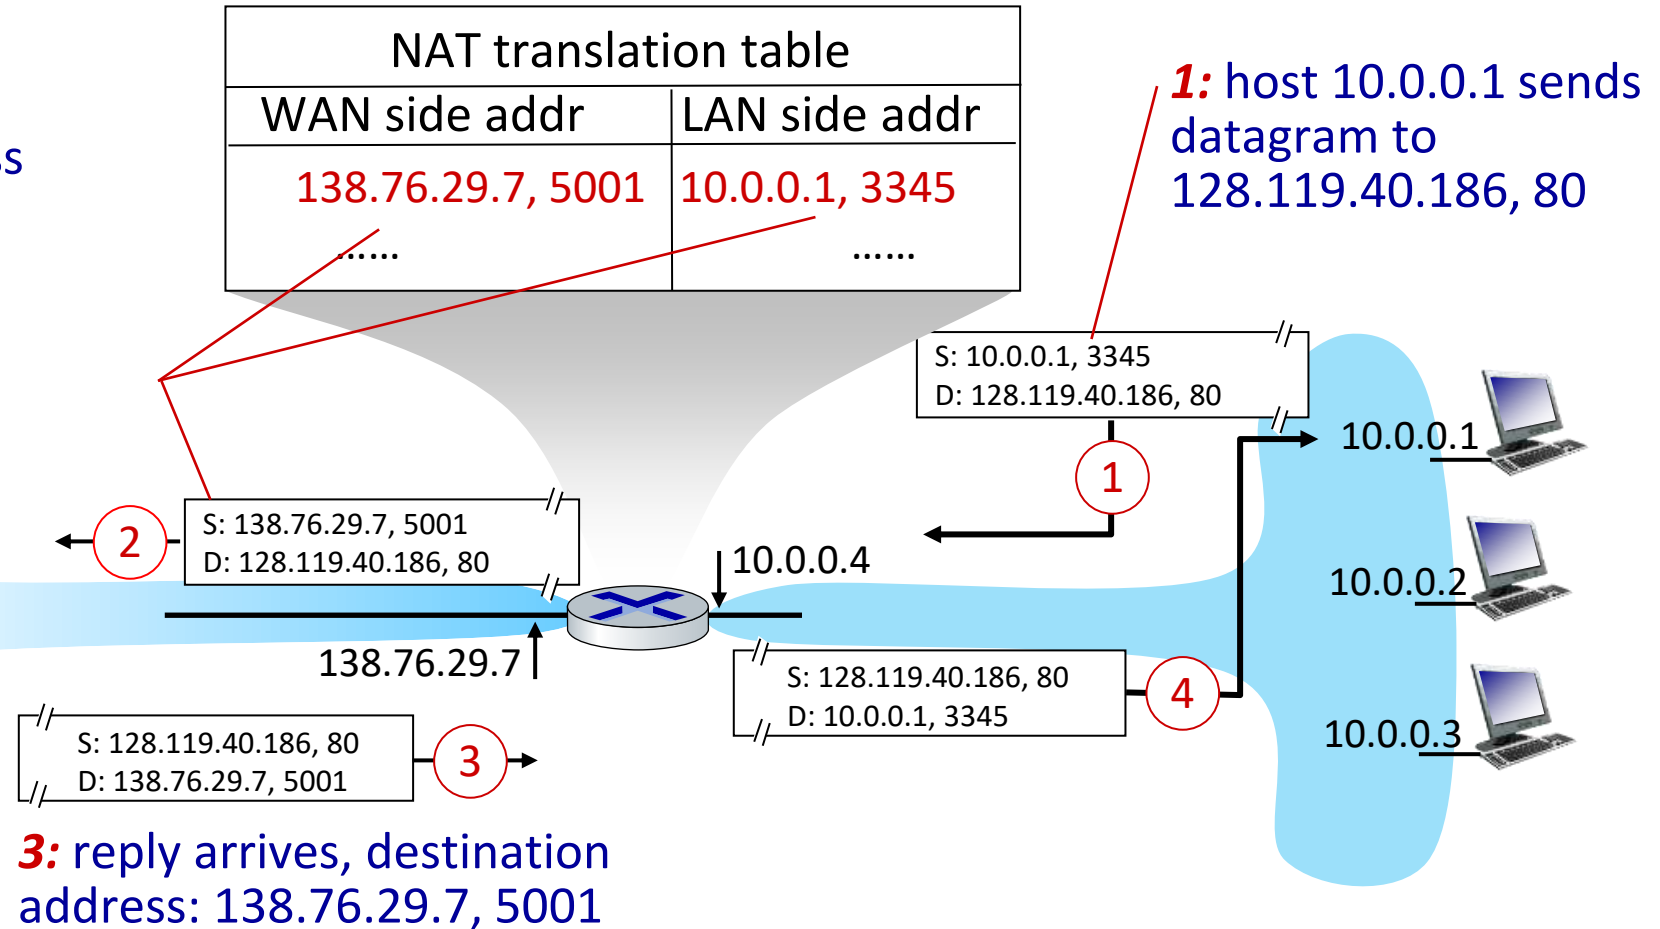 NAT translation table
WAN side addr LAN side addr
138.76.29.7, 5001 10.0.0.1, 3345
...... ......
1: host 10.0.0.1 sends
datagram to
128.119.40.186, 80
S: 10.0.0.1, 3345
D: 128.119.40.186, 80
1
10.0.0.1
2
S: 138.76.29.7, 5001
D: 128.119.40.186, 80
10.0.0.4
10.0.0.2
138.76.29.7
S: 128.119.40.186, 80
D: 10.0.0.1, 3345
4
10.0.0.3
S: 128.119.40.186, 80
D: 138.76.29.7, 5001
3
3: reply arrives, destination
address: 138.76.29.7, 5001